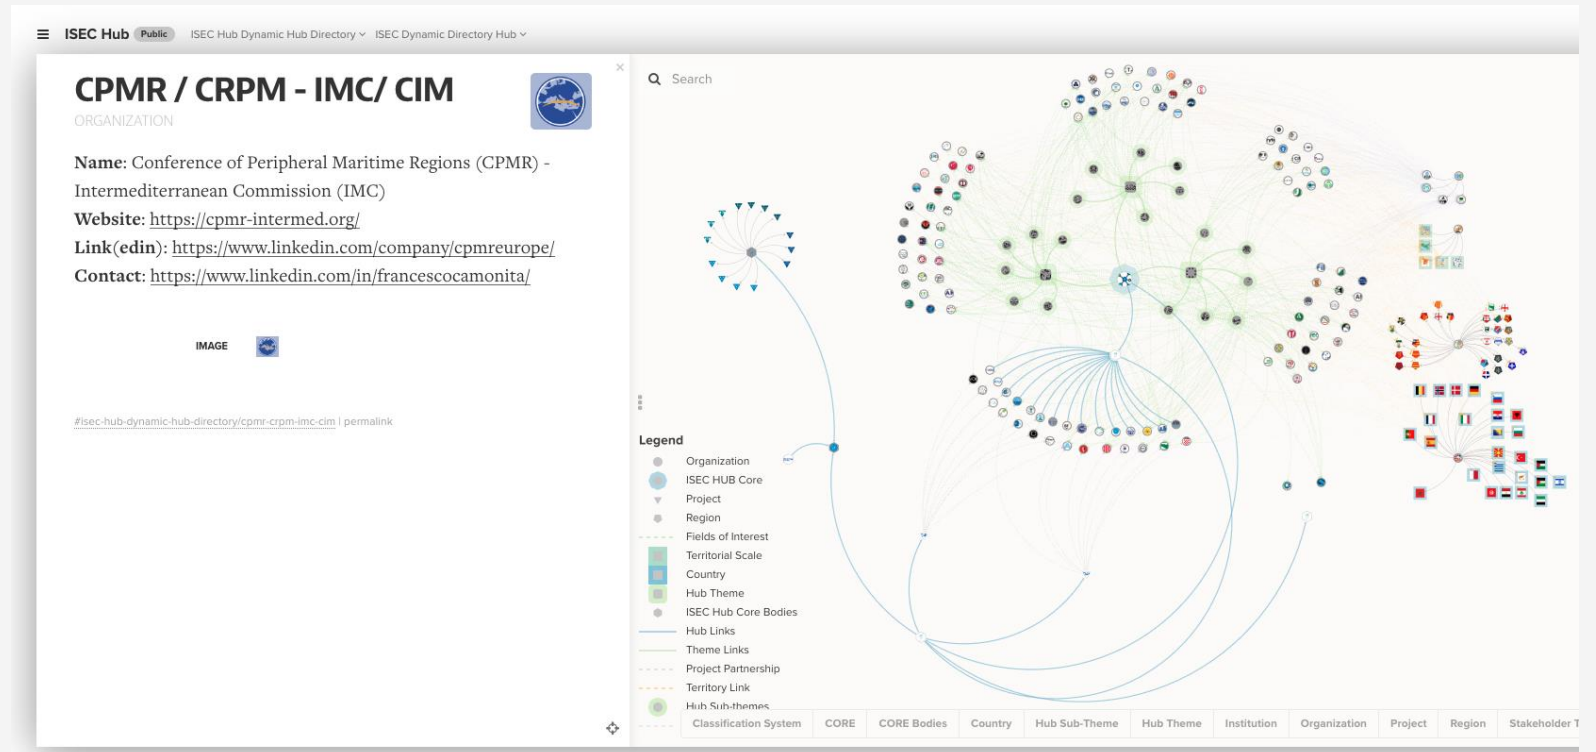 ISEC Hub Public ISEC Hub Dynamic Hub Directory ISEC Dynamic Directory Hub
CPMR / CRPM - IMC/ CIM
ORGANIZATION
Name: Conference of Peripheral Maritime Regions (CPMR) -
Intermediterranean Commission (IMC)
Website: https://cpmr-intermed.org/
Link(edin): https://www.linkedin.com/company/cpmreurope/
Contact: https://www.linkedin.com/in/francescocamonita/
IMAGE
#isec-hub-dynamic-hub-directory/cpmr-crpm-imc-cim | permalink
Search
Legend
Organization
ISEC HUB Core
Project
Region
Fields of Interest
Territorial Scale
Country
Hub Theme
ISEC Hub Core Bodies
Hub Links
Theme Links
Project Partnership
Territory Link
Hub Sub-themes
Classification System CORE CORE Bodies Country Hub Sub-Theme Hub Theme Institution Organization Project Region Stakeholder T